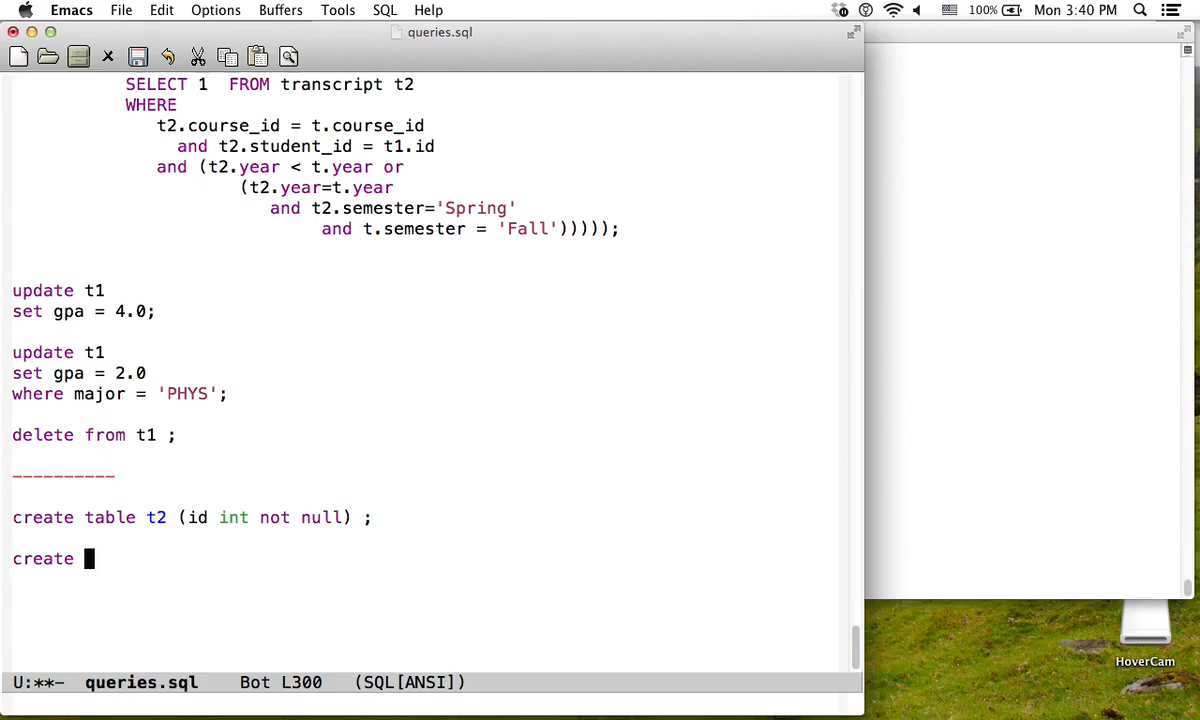 Emacs File Edit Options Buffers Tools SQL Help 100% Mon 3:40 PM
queries.sql
SELECT 1  FROM transcript t2
WHERE
t2.course_id = t.course_id
and t2.student_id = t1.id
and (t2.year < t.year or
(t2.year=t.year
and t2.semester='Spring'
and t.semester = 'Fall')))));
update t1
set gpa = 4.0;
update t1
set gpa = 2.0
where major = 'PHYS';
delete from t1 ;
----------
create table t2 (id int not null) ;
create
U:**-  queries.sql    Bot L300   (SQL[ANSI])
HoverCam